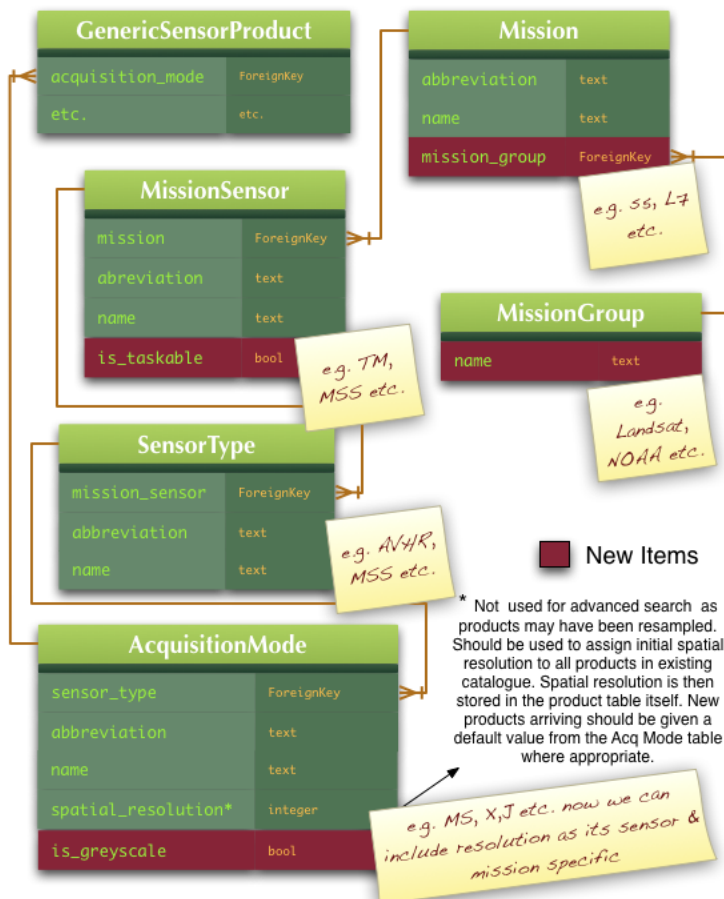 GenericSensorProduct
acquisition_mode ForeignKey
etc. etc.
Mission
abbreviation text
name text
mission_group ForeignKey
e.g. S5, L7
etc.
MissionSensor
mission ForeignKey
abreviation text
name text
is_taskable bool
e.g. TM,
MSS etc.
MissionGroup
name text
e.g.
Landsat,
NOAA etc.
SensorType
mission_sensor ForeignKey
abbreviation text
name text
e.g. AVHR,
MSS etc.
New Items
* Not used for advanced search as
products may have been resampled.
Should be used to assign initial spatial
resolution to all products in existing
catalogue. Spatial resolution is then
stored in the product table itself. New
products arriving should be given a
default value from the Acq Mode table
where appropriate.
AcquisitionMode
sensor_type ForeignKey
abbreviation text
name text
spatial_resolution* integer
is_greyscale bool
e.g. MS, X,J etc. now we can
include resolution as its sensor &
mission specific